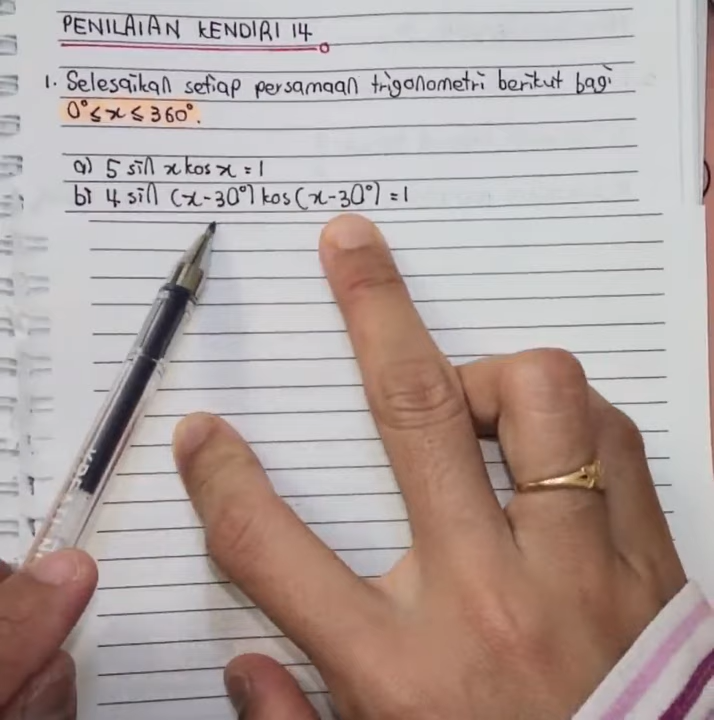 PENILAIAN KENDIRI 14
1. Selesaikan setiap persamaan trigonometri berikut bagi
0° ≤ x ≤ 360°.
a) 5 sin x kos x = 1
b) 4 sin (x-30°) kos (x-30°) = 1